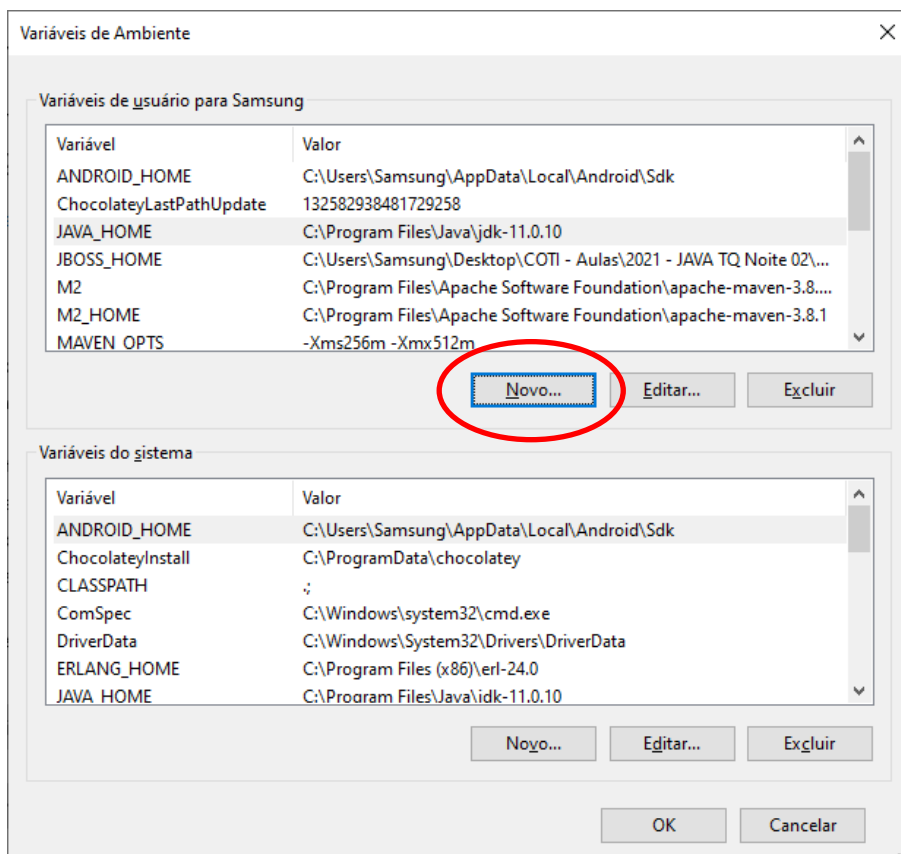 Variáveis de Ambiente
Variáveis de usuário para Samsung
Variável Valor
ANDROID_HOME C:\Users\Samsung\AppData\Local\Android\Sdk
ChocolateyLastPathUpdate 132582938481729258
JAVA_HOME C:\Program Files\Java\jdk-11.0.10
JBOSS_HOME C:\Users\Samsung\Desktop\COTI - Aulas\2021 - JAVA TQ Noite 02\...
M2 C:\Program Files\Apache Software Foundation\apache-maven-3.8....
M2_HOME C:\Program Files\Apache Software Foundation\apache-maven-3.8.1
MAVEN_OPTS -Xms256m -Xmx512m
Novo... Editar... Excluir
Variáveis do sistema
Variável Valor
ANDROID_HOME C:\Users\Samsung\AppData\Local\Android\Sdk
ChocolateyInstall C:\ProgramData\chocolatey
CLASSPATH .;
ComSpec C:\Windows\system32\cmd.exe
DriverData C:\Windows\System32\Drivers\DriverData
ERLANG_HOME C:\Program Files (x86)\erl-24.0
JAVA_HOME C:\Program Files\Java\jdk-11.0.10
Novo... Editar... Excluir
OK Cancelar